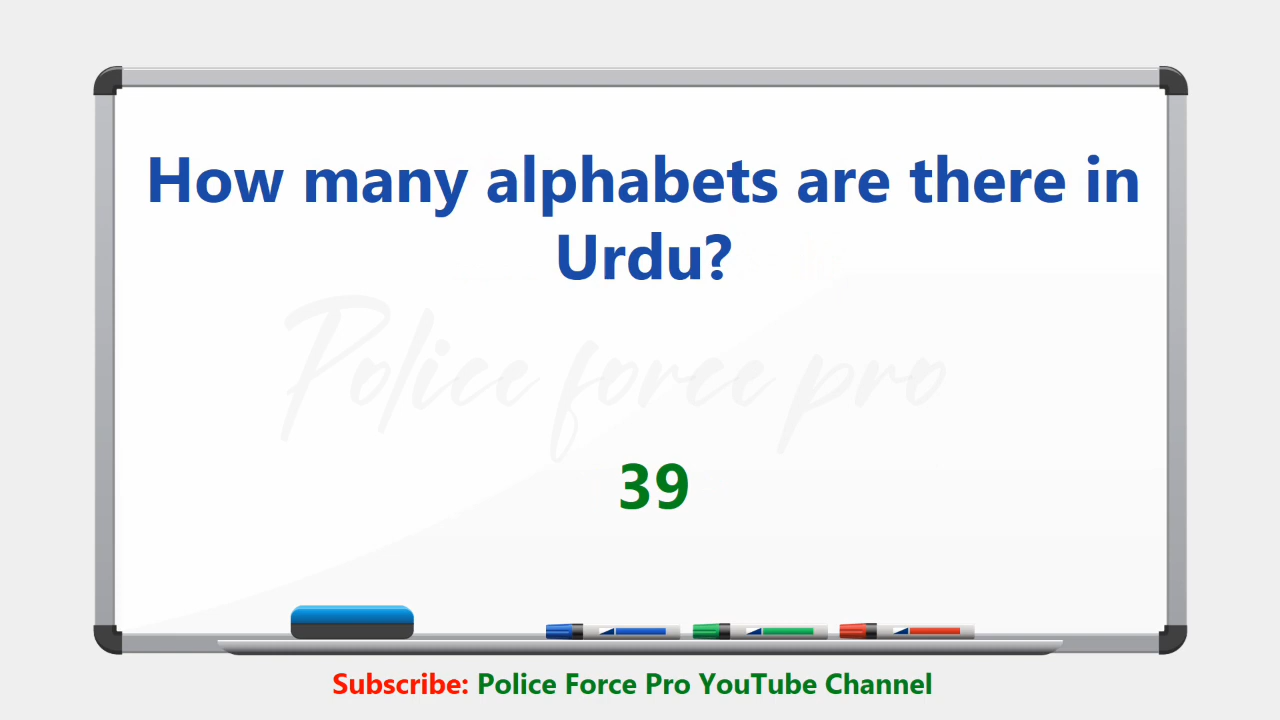 How many alphabets are there in
Urdu?
Police force pro
39
Subscribe: Police Force Pro YouTube Channel